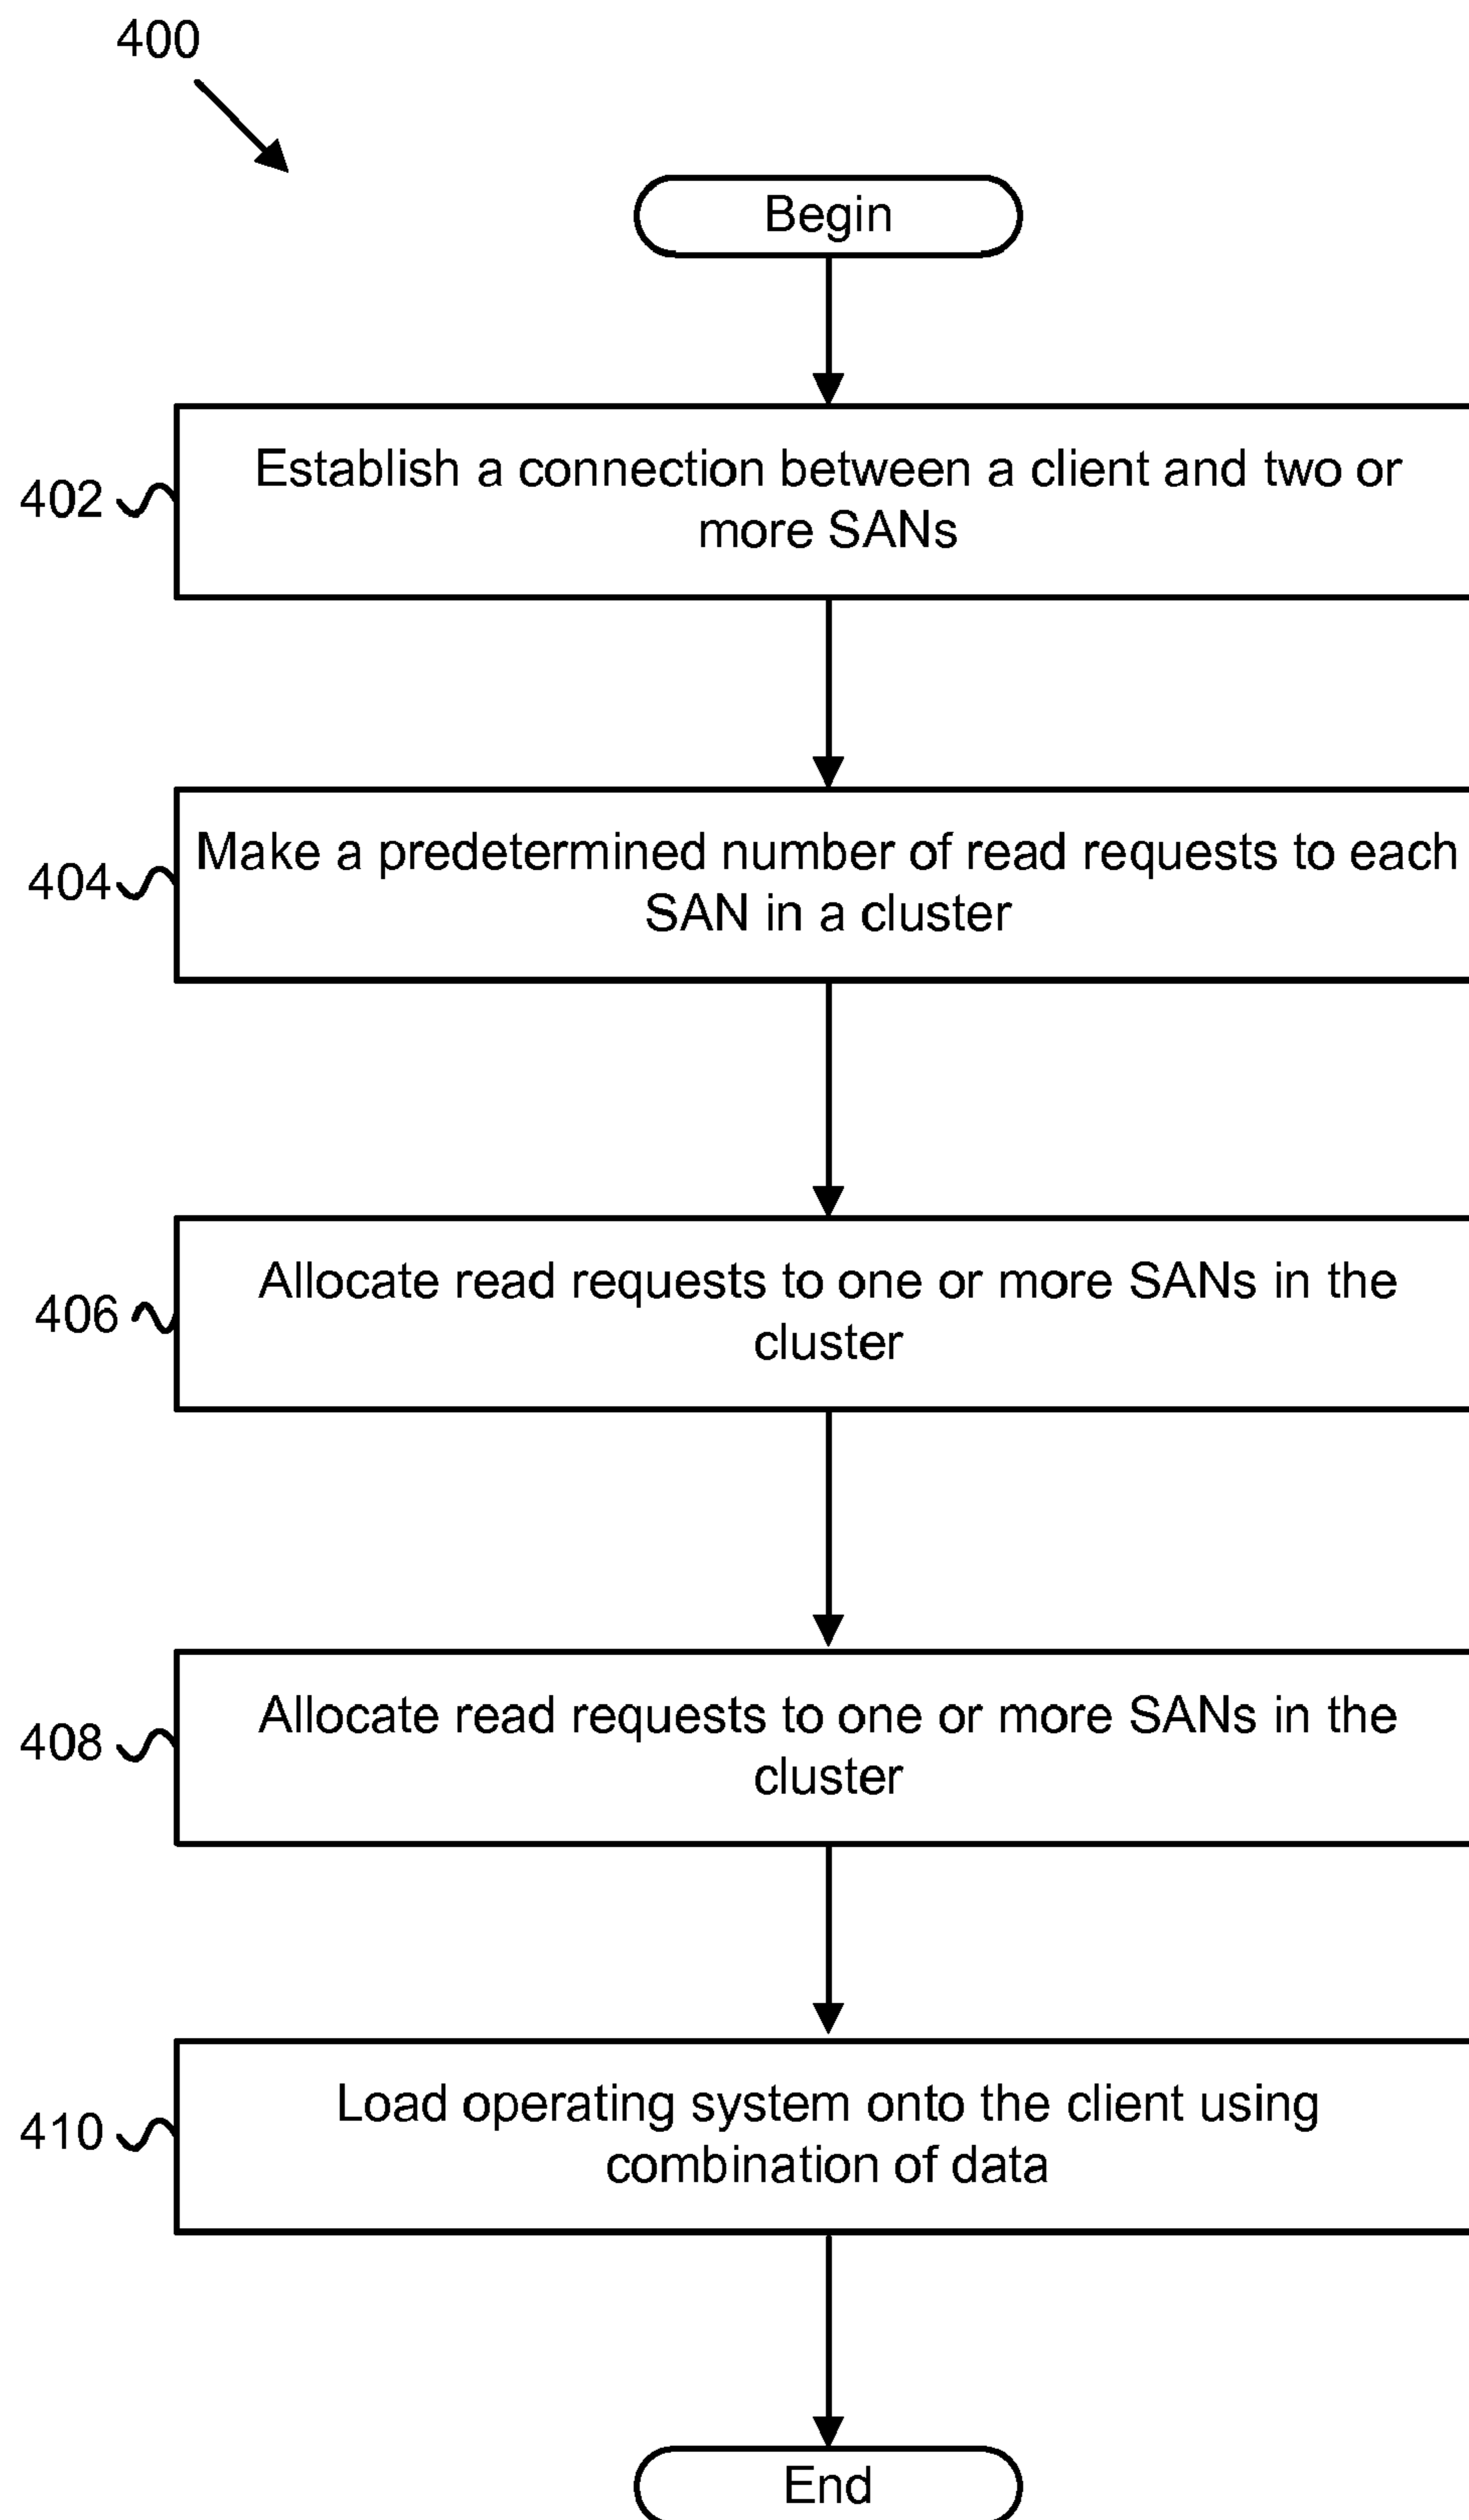 400
Begin
402
Establish a connection between a client and two or
more SANs
404
Make a predetermined number of read requests to each
SAN in a cluster
406
Allocate read requests to one or more SANs in the
cluster
408
Allocate read requests to one or more SANs in the
cluster
410
Load operating system onto the client using
combination of data
End